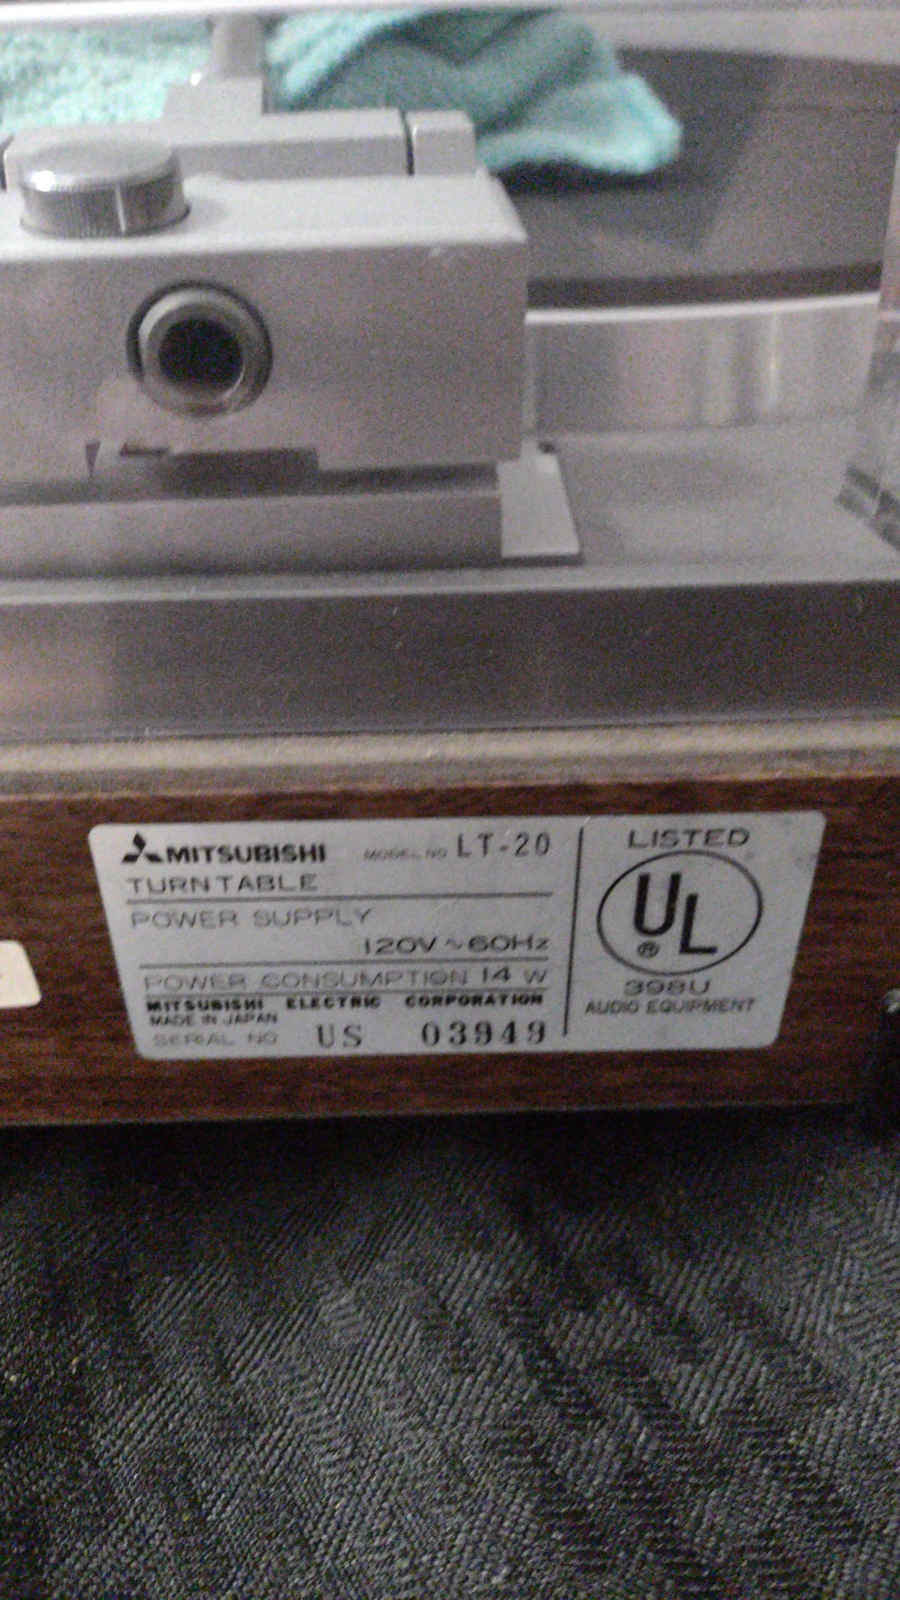 MITSUBISHI MODEL NO LT-20
TURNTABLE
POWER SUPPLY
120V ~ 60Hz
POWER CONSUMPTION 14 W
MITSUBISHI ELECTRIC CORPORATION
MADE IN JAPAN
SERIAL NO US 03949
LISTED
UL
®
398U
AUDIO EQUIPMENT